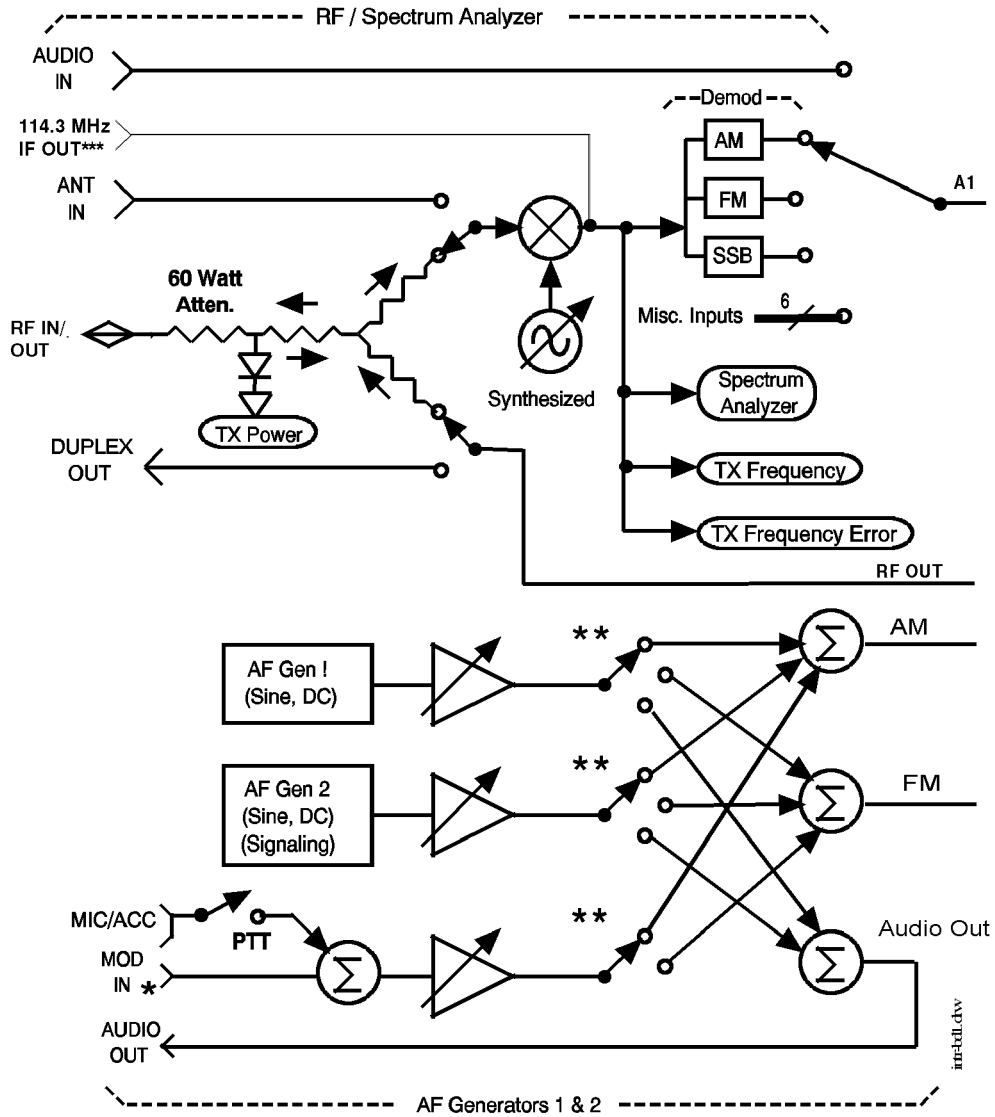 RF / Spectrum Analyzer
AUDIO
IN
114.3 MHz
IF OUT***
ANT
IN
Demod
AM
FM
SSB
A1
60 Watt
Atten.
RF IN/
OUT
TX Power
DUPLEX
OUT
Synthesized
Misc. Inputs
6
Spectrum
Analyzer
TX Frequency
TX Frequency Error
RF OUT
AF Gen !
(Sine, DC)
**
Σ
AM
AF Gen 2
(Sine, DC)
(Signaling)
**
Σ
FM
MIC/ACC
PTT
MOD
IN *
Σ
**
Σ
Audio Out
AUDIO
OUT
intr-bd1.drw
AF Generators 1 & 2